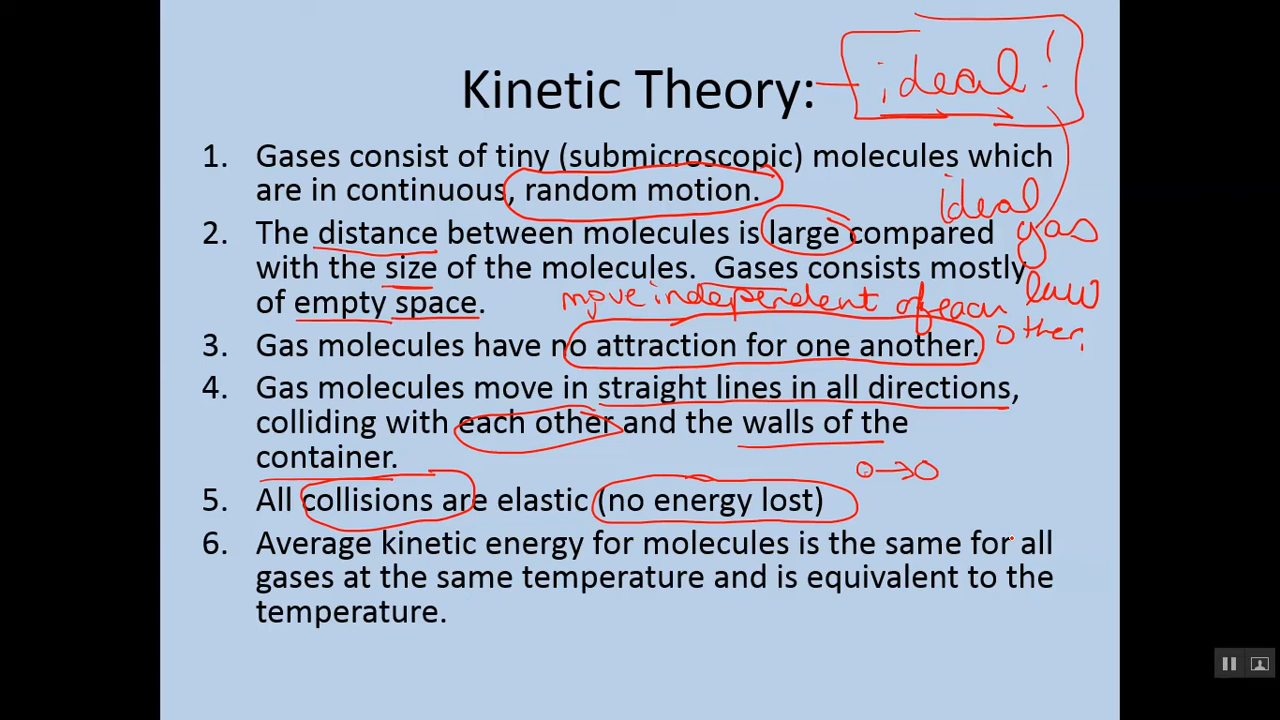 Kinetic Theory: ideal!
1. Gases consist of tiny (submicroscopic) molecules which
are in continuous, random motion.
ideal
gas
law
2. The distance between molecules is large compared
with the size of the molecules. Gases consists mostly
of empty space.
move independent of each
other.
3. Gas molecules have no attraction for one another.
4. Gas molecules move in straight lines in all directions,
colliding with each other and the walls of the
container.
5. All collisions are elastic (no energy lost)
6. Average kinetic energy for molecules is the same for all
gases at the same temperature and is equivalent to the
temperature.